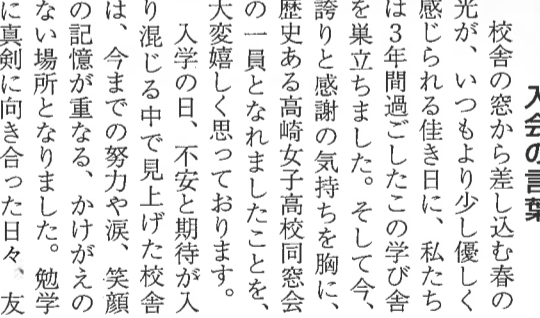 入会の言葉
校舎の窓から差し込む春の
光が、いつもより少し優しく
感じられる佳き日に、私たち
は3年間過ごしたこの学び舎
を巣立ちました。そして今、
誇りと感謝の気持ちを胸に、
歴史ある高崎女子高校同窓会
の一員となれましたことを、
大変嬉しく思っております。
入学の日、不安と期待が入
り混じる中で見上げた校舎
は、今までの努力や涙、笑顔
の記憶が重なる、かけがえの
ない場所となりました。勉学
に真剣に向き合った日々、友